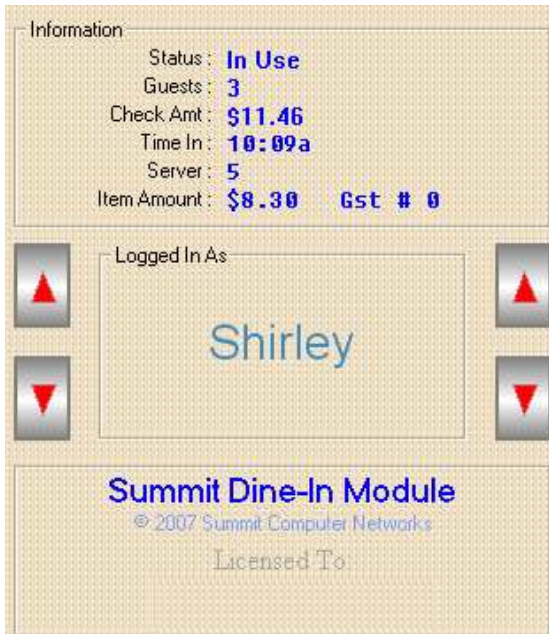 Information
Status : In Use
Guests : 3
Check Amt : $11.46
Time In : 10:09a
Server : 5
Item Amount : $8.30 Gst # 0
Logged In As
Shirley
Summit Dine-In Module
© 2007 Summit Computer Networks
Licensed To